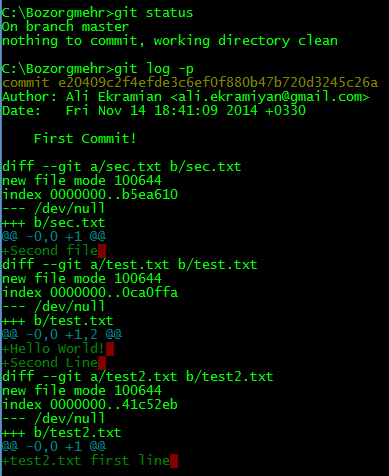 C:\Bozorgmehr>git status
On branch master
nothing to commit, working directory clean
C:\Bozorgmehr>git log -p
commit e20409c2f4efde3c6ef0f880b47b720d3245c26a
Author: Ali Ekramian <ali.ekramiyan@gmail.com>
Date:   Fri Nov 14 18:41:09 2014 +0330
    First Commit!
diff --git a/sec.txt b/sec.txt
new file mode 100644
index 0000000..b5ea610
--- /dev/null
+++ b/sec.txt
@@ -0,0 +1 @@
+Second file
diff --git a/test.txt b/test.txt
new file mode 100644
index 0000000..0ca0ffa
--- /dev/null
+++ b/test.txt
@@ -0,0 +1,2 @@
+Hello World!
+Second Line
diff --git a/test2.txt b/test2.txt
new file mode 100644
index 0000000..41c52eb
--- /dev/null
+++ b/test2.txt
@@ -0,0 +1 @@
+test2.txt first line